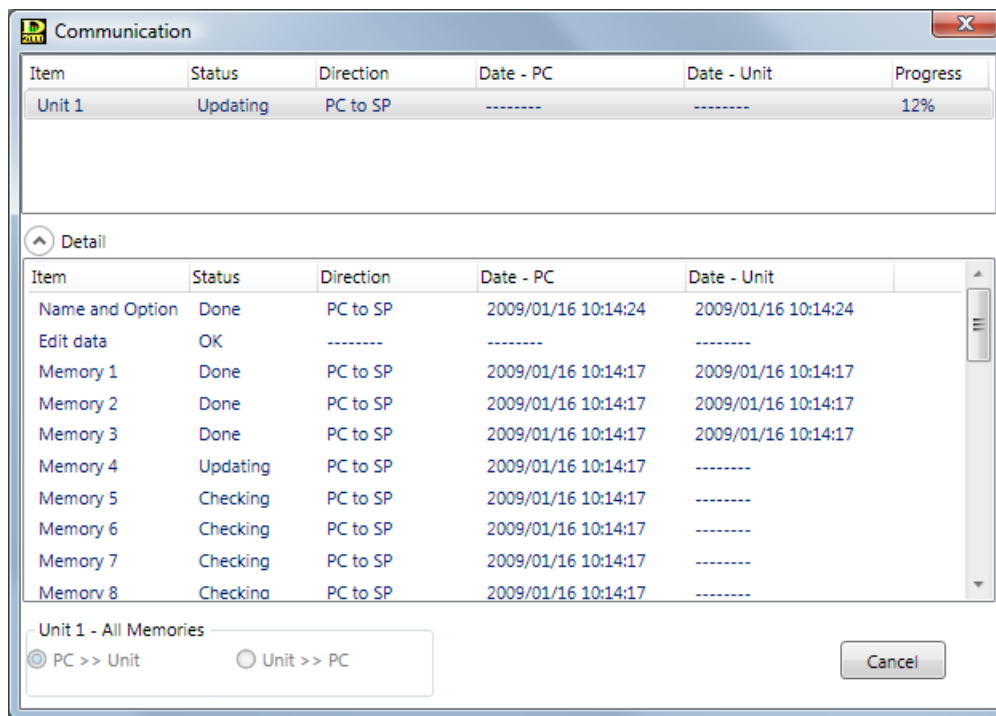 Communication
Item Status Direction Date - PC Date - Unit Progress
Unit 1 Updating PC to SP -------- -------- 12%
Detail
Item Status Direction Date - PC Date - Unit
Name and Option Done PC to SP 2009/01/16 10:14:24 2009/01/16 10:14:24
Edit data OK -------- -------- --------
Memory 1 Done PC to SP 2009/01/16 10:14:17 2009/01/16 10:14:17
Memory 2 Done PC to SP 2009/01/16 10:14:17 2009/01/16 10:14:17
Memory 3 Done PC to SP 2009/01/16 10:14:17 2009/01/16 10:14:17
Memory 4 Updating PC to SP 2009/01/16 10:14:17 --------
Memory 5 Checking PC to SP 2009/01/16 10:14:17 --------
Memory 6 Checking PC to SP 2009/01/16 10:14:17 --------
Memory 7 Checking PC to SP 2009/01/16 10:14:17 --------
Memory 8 Checking PC to SP 2009/01/16 10:14:17 --------
Unit 1 - All Memories
PC >> Unit Unit >> PC
Cancel